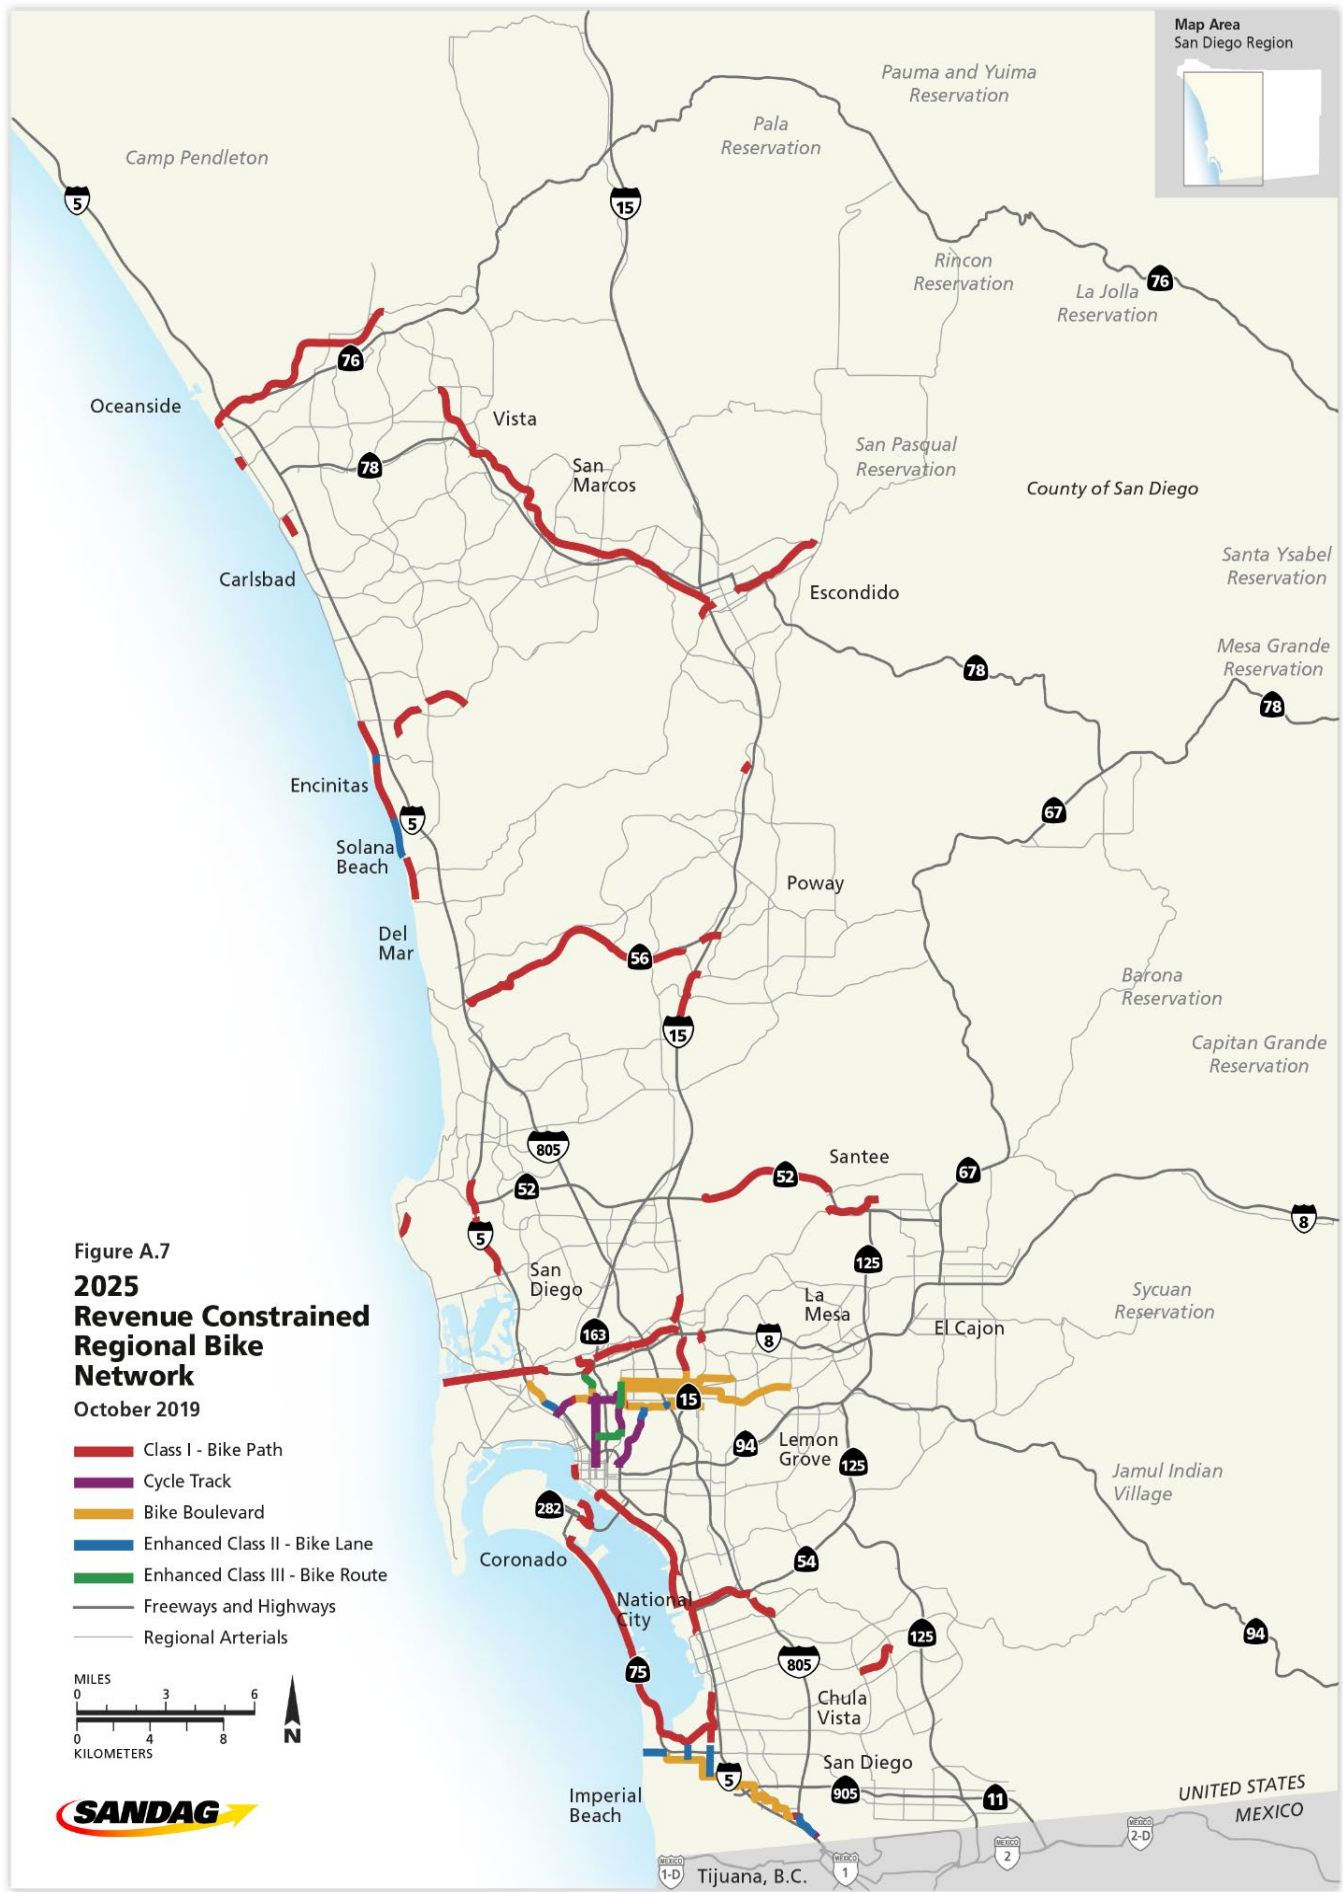 Map Area
San Diego Region
Pauma and Yuima
Reservation
Pala
Reservation
Camp Pendleton
5
15
Rincon
Reservation
La Jolla
Reservation
76
76
Oceanside
Vista
78
San
Marcos
San Pasqual
Reservation
County of San Diego
Santa Ysabel
Reservation
Carlsbad
Escondido
Mesa Grande
Reservation
78
78
Encinitas
5
67
Solana
Beach
Poway
Del
Mar
56
Barona
Reservation
15
Capitan Grande
Reservation
805
Santee
52
67
52
5
8
125
San
Diego
La
Mesa
Sycuan
Reservation
163
8
El Cajon
15
94
Lemon
Grove
125
Jamul Indian
Village
282
Coronado
54
National
City
125
94
805
75
Chula
Vista
San Diego
5
905
11
Imperial
Beach
UNITED STATES
MEXICO
MEXICO
2-D
MEXICO
2
MEXICO
1-D
Tijuana, B.C.
MEXICO
1
Figure A.7
2025
Revenue Constrained
Regional Bike
Network
October 2019
Class I - Bike Path
Cycle Track
Bike Boulevard
Enhanced Class II - Bike Lane
Enhanced Class III - Bike Route
Freeways and Highways
Regional Arterials
MILES
0 3 6
0 4 8
KILOMETERS
N
SANDAG